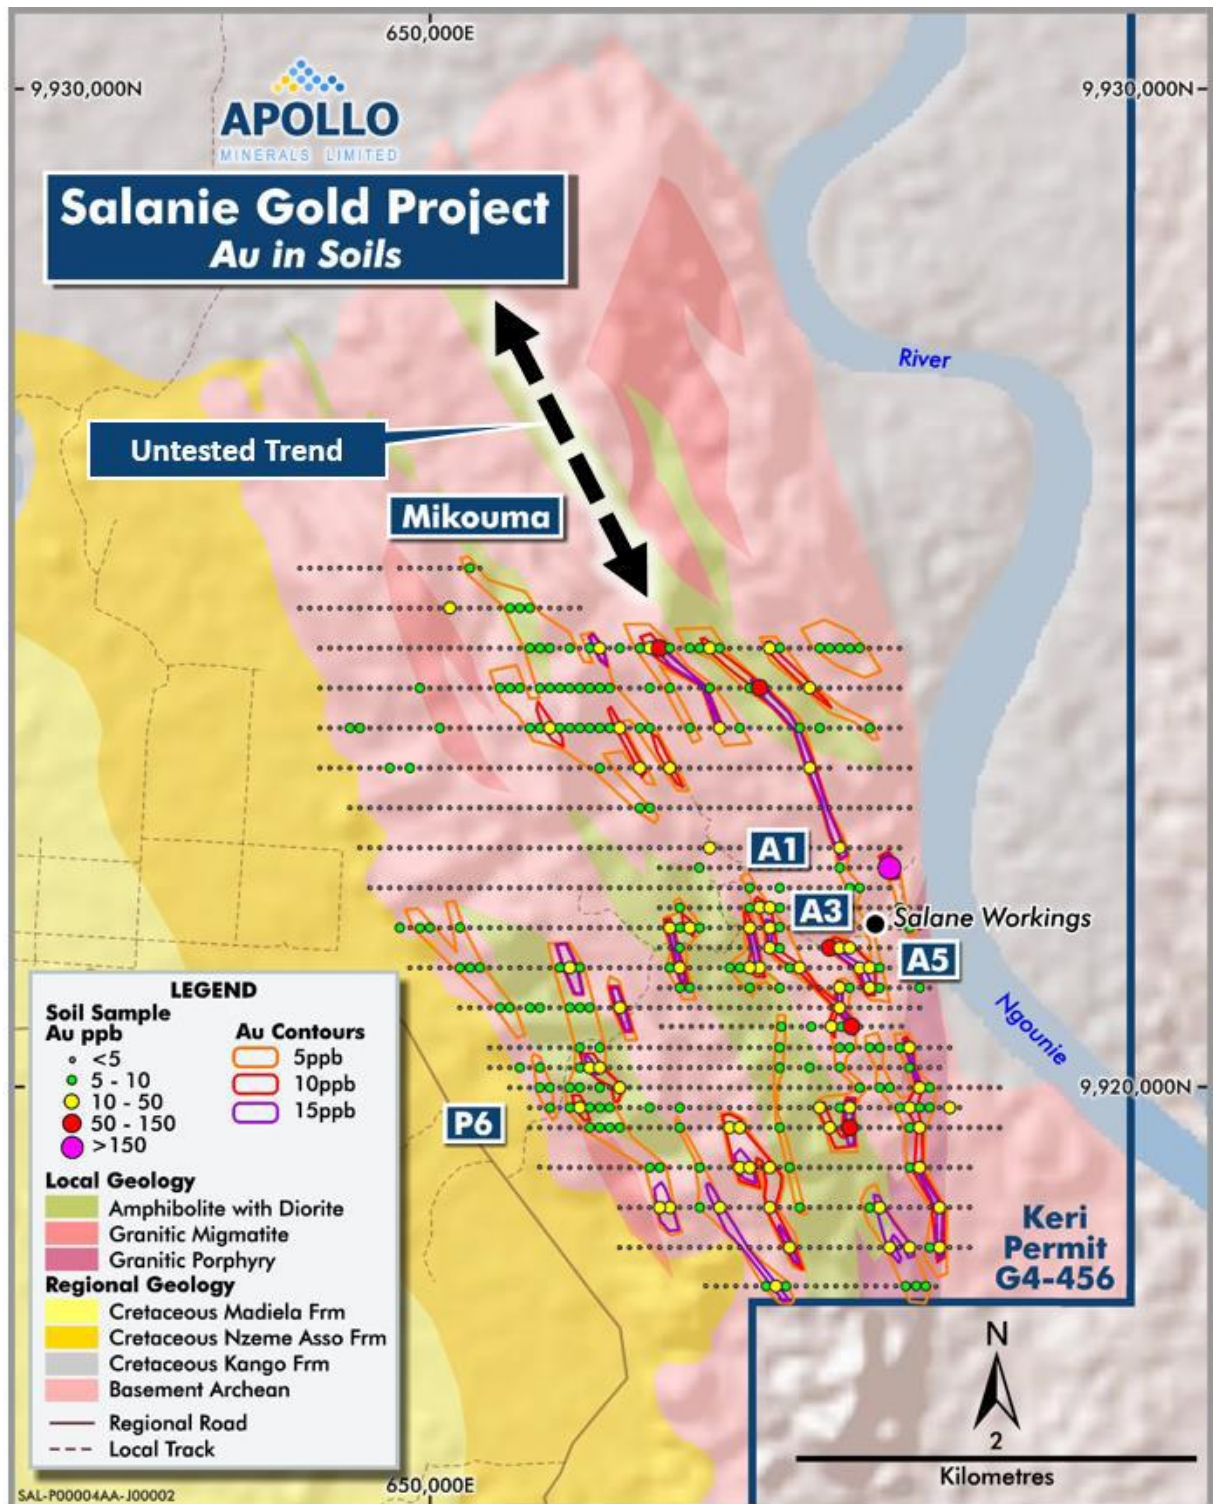 650,000E
9,930,000N
9,930,000N
APOLLO
MINERALS LIMITED
Salanie Gold Project
Au in Soils
River
Untested Trend
Mikouma
A1
A3
Salane Workings
A5
Ngounie
9,920,000N
P6
LEGEND
Soil Sample
Au ppb
<5
5 - 10
10 - 50
50 - 150
>150
Au Contours
5ppb
10ppb
15ppb
Local Geology
Amphibolite with Diorite
Granitic Migmatite
Granitic Porphyry
Regional Geology
Cretaceous Madiela Frm
Cretaceous Nzeme Asso Frm
Cretaceous Kango Frm
Basement Archean
Regional Road
Local Track
Keri
Permit
G4-456
N
2
Kilometres
650,000E
SAL-P00004AA-J00002